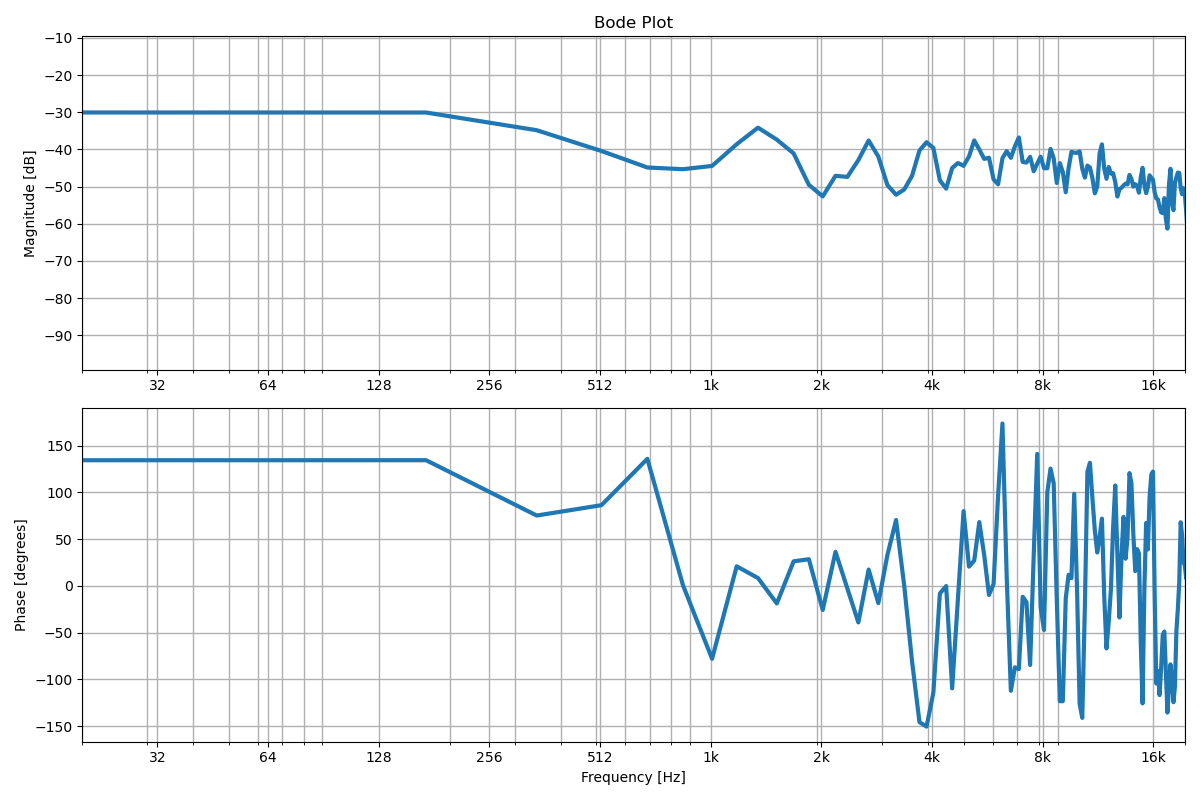 Bode Plot
Magnitude [dB]
−10
−20
−30
−40
−50
−60
−70
−80
−90
32 64 128 256 512 1k 2k 4k 8k 16k
Phase [degrees]
150
100
50
0
−50
−100
−150
32 64 128 256 512 1k 2k 4k 8k 16k
Frequency [Hz]